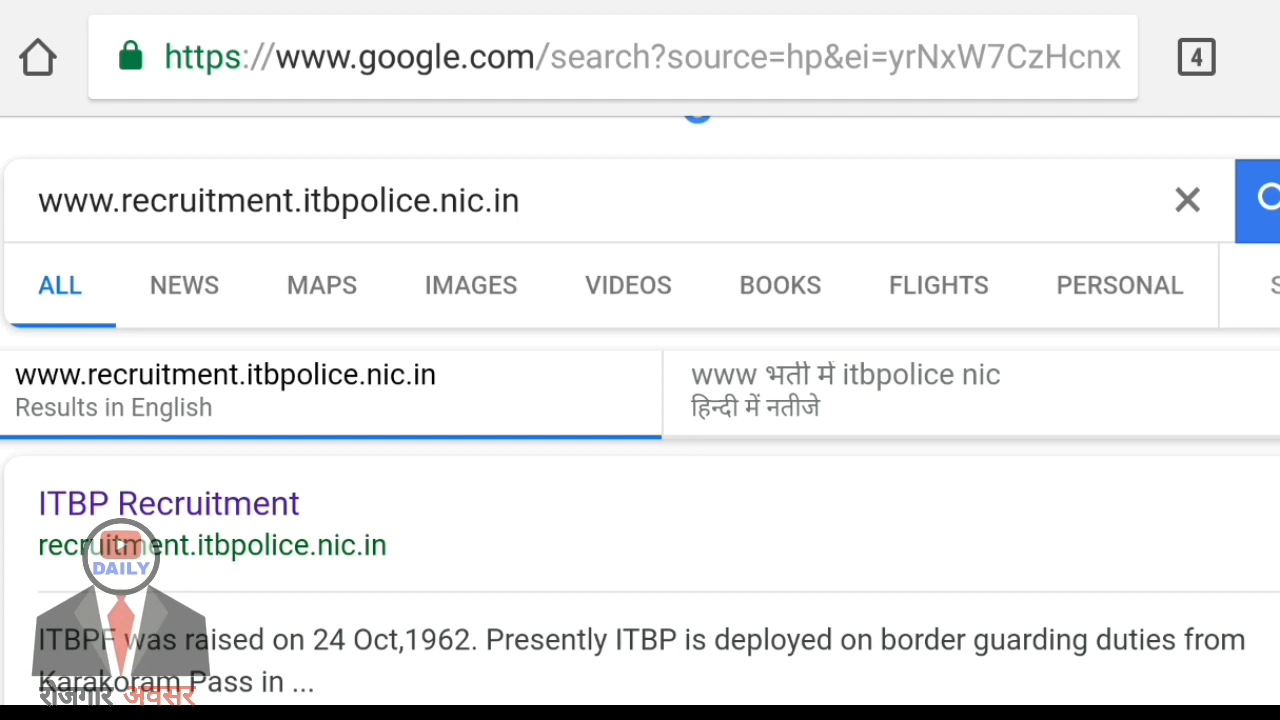 https://www.google.com/search?source=hp&ei=yrNxW7CzHcnx
4
www.recruitment.itbpolice.nic.in
ALL NEWS MAPS IMAGES VIDEOS BOOKS FLIGHTS PERSONAL S
www.recruitment.itbpolice.nic.in
Results in English
www भर्ती में itbpolice nic
हिन्दी में नतीजे
ITBP Recruitment
recruitment.itbpolice.nic.in
DAILY
ITBPF was raised on 24 Oct,1962. Presently ITBP is deployed on border guarding duties from
Karakoram Pass in ...
रोजगार अवसर